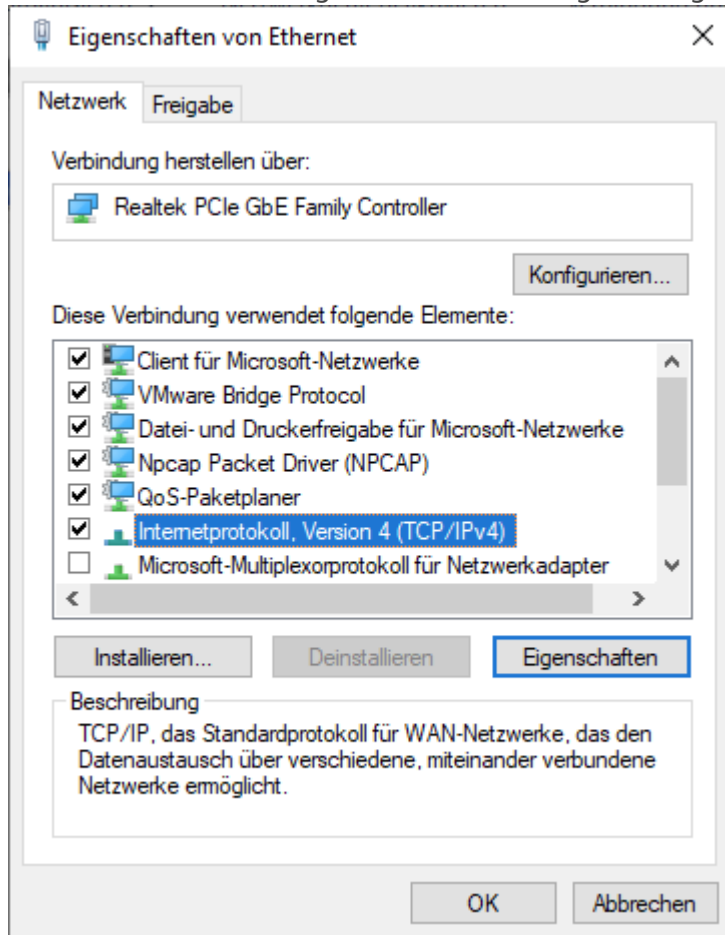 Eigenschaften von Ethernet
Netzwerk
Freigabe
Verbindung herstellen über:
Realtek PCIe GbE Family Controller
Konfigurieren...
Diese Verbindung verwendet folgende Elemente:
Client für Microsoft-Netzwerke
VMware Bridge Protocol
Datei- und Druckerfreigabe für Microsoft-Netzwerke
Npcap Packet Driver (NPCAP)
QoS-Paketplaner
Internetprotokoll, Version 4 (TCP/IPv4)
Microsoft-Multiplexorprotokoll für Netzwerkadapter
Installieren...
Deinstallieren
Eigenschaften
Beschreibung
TCP/IP, das Standardprotokoll für WAN-Netzwerke, das den
Datenaustausch über verschiedene, miteinander verbundene
Netzwerke ermöglicht.
OK
Abbrechen